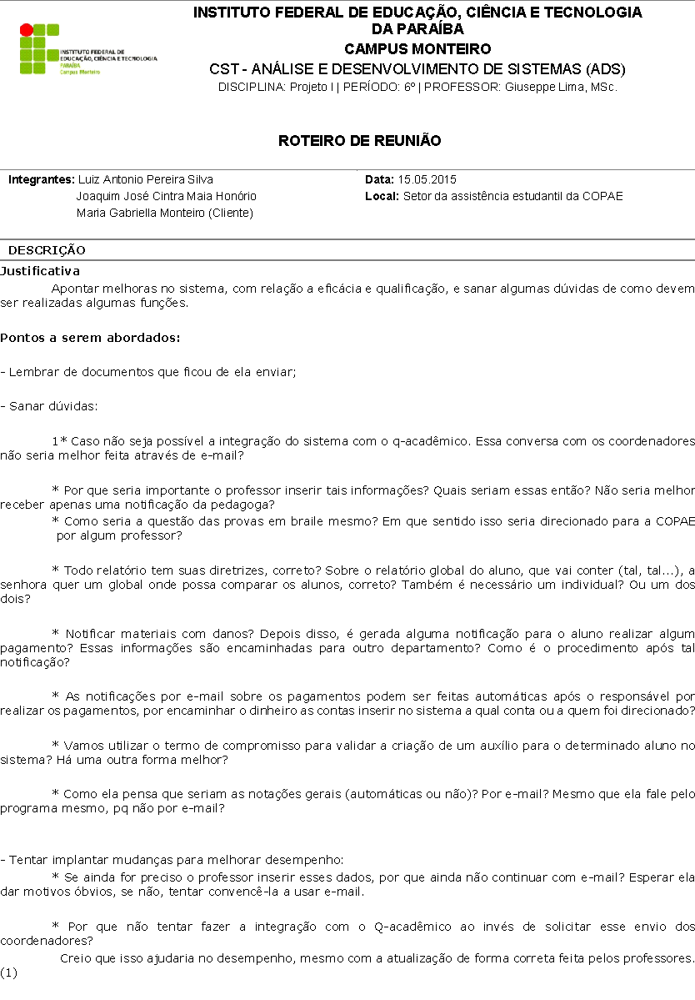 INSTITUTO FEDERAL DE EDUCAÇÃO, CIÊNCIA E TECNOLOGIA
DA PARAÍBA
CAMPUS MONTEIRO
CST - ANÁLISE E DESENVOLVIMENTO DE SISTEMAS (ADS)
DISCIPLINA: Projeto I | PERÍODO: 6º | PROFESSOR: Giuseppe Lima, MSc.
INSTITUTO FEDERAL DE
EDUCAÇÃO, CIÊNCIA E TECNOLOGIA
PARAÍBA
Campus Monteiro
ROTEIRO DE REUNIÃO
Integrantes: Luiz Antonio Pereira Silva
Joaquim José Cintra Maia Honório
Maria Gabriella Monteiro (Cliente)
Data: 15.05.2015
Local: Setor da assistência estudantil da COPAE
DESCRIÇÃO
Justificativa
Apontar melhoras no sistema, com relação a eficácia e qualificação, e sanar algumas dúvidas de como devem
ser realizadas algumas funções.
Pontos a serem abordados:
- Lembrar de documentos que ficou de ela enviar;
- Sanar dúvidas:
1* Caso não seja possível a integração do sistema com o q-acadêmico. Essa conversa com os coordenadores
não seria melhor feita através de e-mail?
* Por que seria importante o professor inserir tais informações? Quais seriam essas então? Não seria melhor
receber apenas uma notificação da pedagoga?
* Como seria a questão das provas em braile mesmo? Em que sentido isso seria direcionado para a COPAE
por algum professor?
* Todo relatório tem suas diretrizes, correto? Sobre o relatório global do aluno, que vai conter (tal, tal...), a
senhora quer um global onde possa comparar os alunos, correto? Também é necessário um individual? Ou um dos
dois?
* Notificar materiais com danos? Depois disso, é gerada alguma notificação para o aluno realizar algum
pagamento? Essas informações são encaminhadas para outro departamento? Como é o procedimento após tal
notificação?
* As notificações por e-mail sobre os pagamentos podem ser feitas automáticas após o responsável por
realizar os pagamentos, por encaminhar o dinheiro as contas inserir no sistema a qual conta ou a quem foi direcionado?
* Vamos utilizar o termo de compromisso para validar a criação de um auxílio para o determinado aluno no
sistema? Há uma outra forma melhor?
* Como ela pensa que seriam as notações gerais (automáticas ou não)? Por e-mail? Mesmo que ela fale pelo
programa mesmo, pq não por e-mail?
- Tentar implantar mudanças para melhorar desempenho:
* Se ainda for preciso o professor inserir esses dados, por que ainda não continuar com e-mail? Esperar ela
dar motivos óbvios, se não, tentar convencê-la a usar e-mail.
* Por que não tentar fazer a integração com o Q-acadêmico ao invés de solicitar esse envio dos
coordenadores?
Creio que isso ajudaria no desempenho, mesmo com a atualização de forma correta feita pelos professores.
(1)